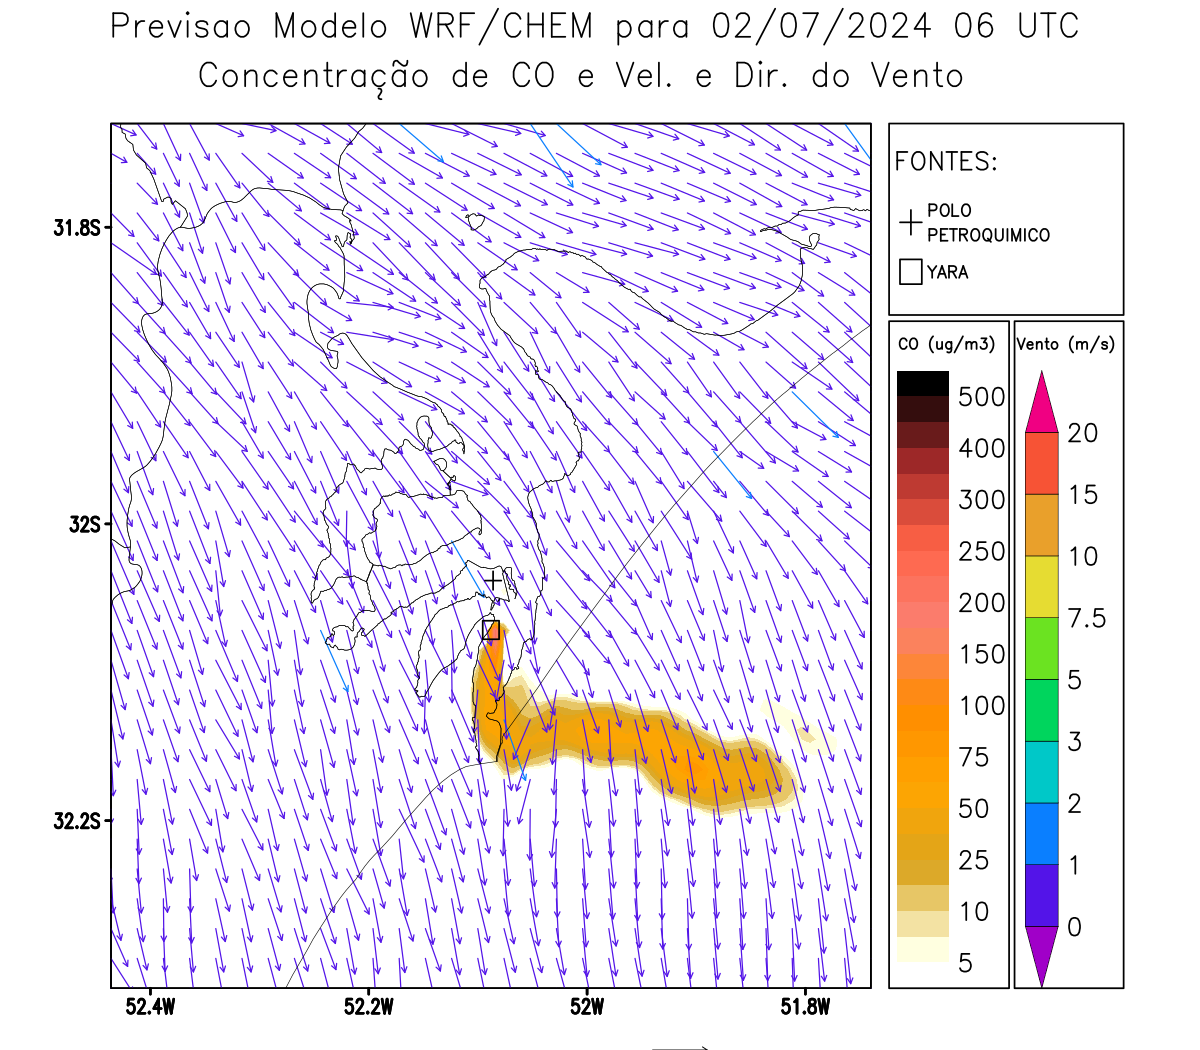 Previsao Modelo WRF/CHEM para 02/07/2024 06 UTC
Concentração de CO e Vel. e Dir. do Vento
FONTES:
POLO
PETROQUIMICO
YARA
31.8S
32S
32.2S
52.4W
52.2W
52W
51.8W
CO (ug/m3)
500
400
300
250
200
150
100
75
50
25
10
5
Vento (m/s)
20
15
10
7.5
5
3
2
1
0